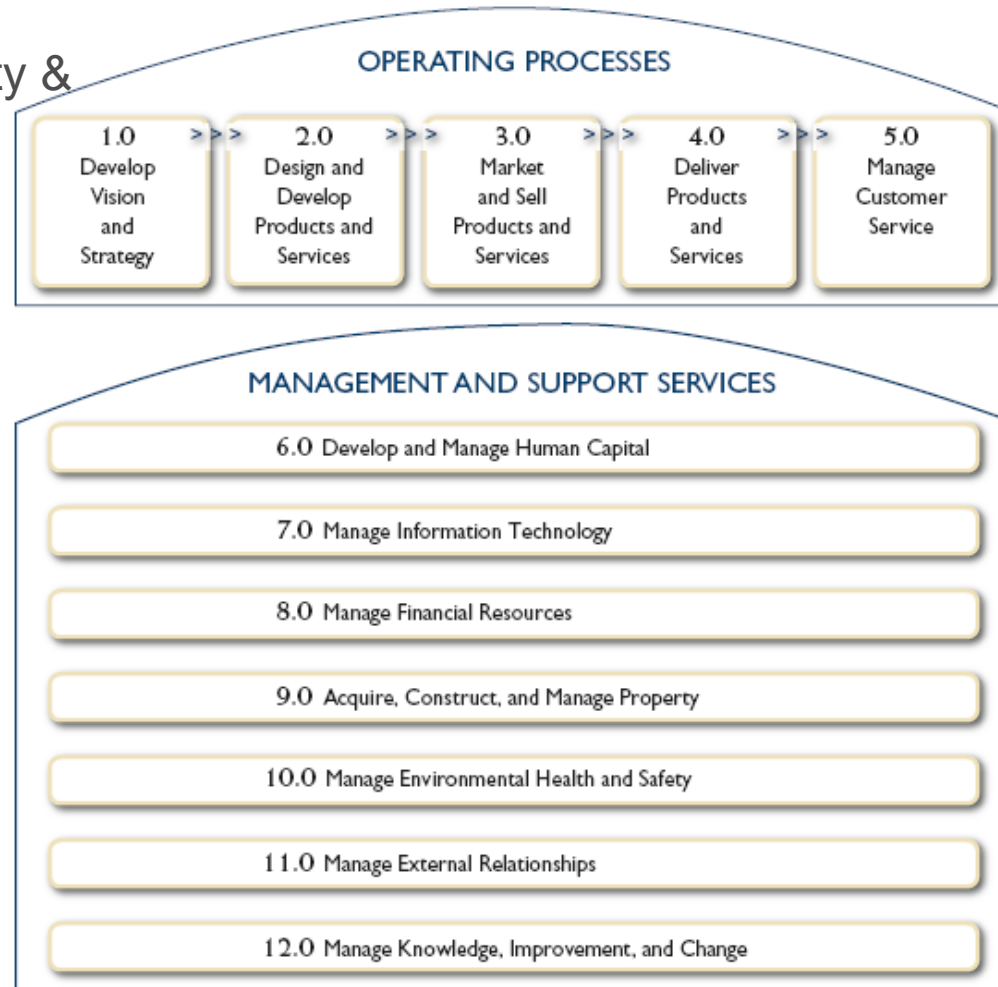 &
OPERATING PROCESSES
1.0 >>>
Develop
Vision
and
Strategy
2.0 >>>
Design and
Develop
Products and
Services
3.0 >>>
Market
and Sell
Products and
Services
4.0 >>>
Deliver
Products
and
Services
5.0
Manage
Customer
Service
MANAGEMENT AND SUPPORT SERVICES
6.0 Develop and Manage Human Capital
7.0 Manage Information Technology
8.0 Manage Financial Resources
9.0 Acquire, Construct, and Manage Property
10.0 Manage Environmental Health and Safety
11.0 Manage External Relationships
12.0 Manage Knowledge, Improvement, and Change